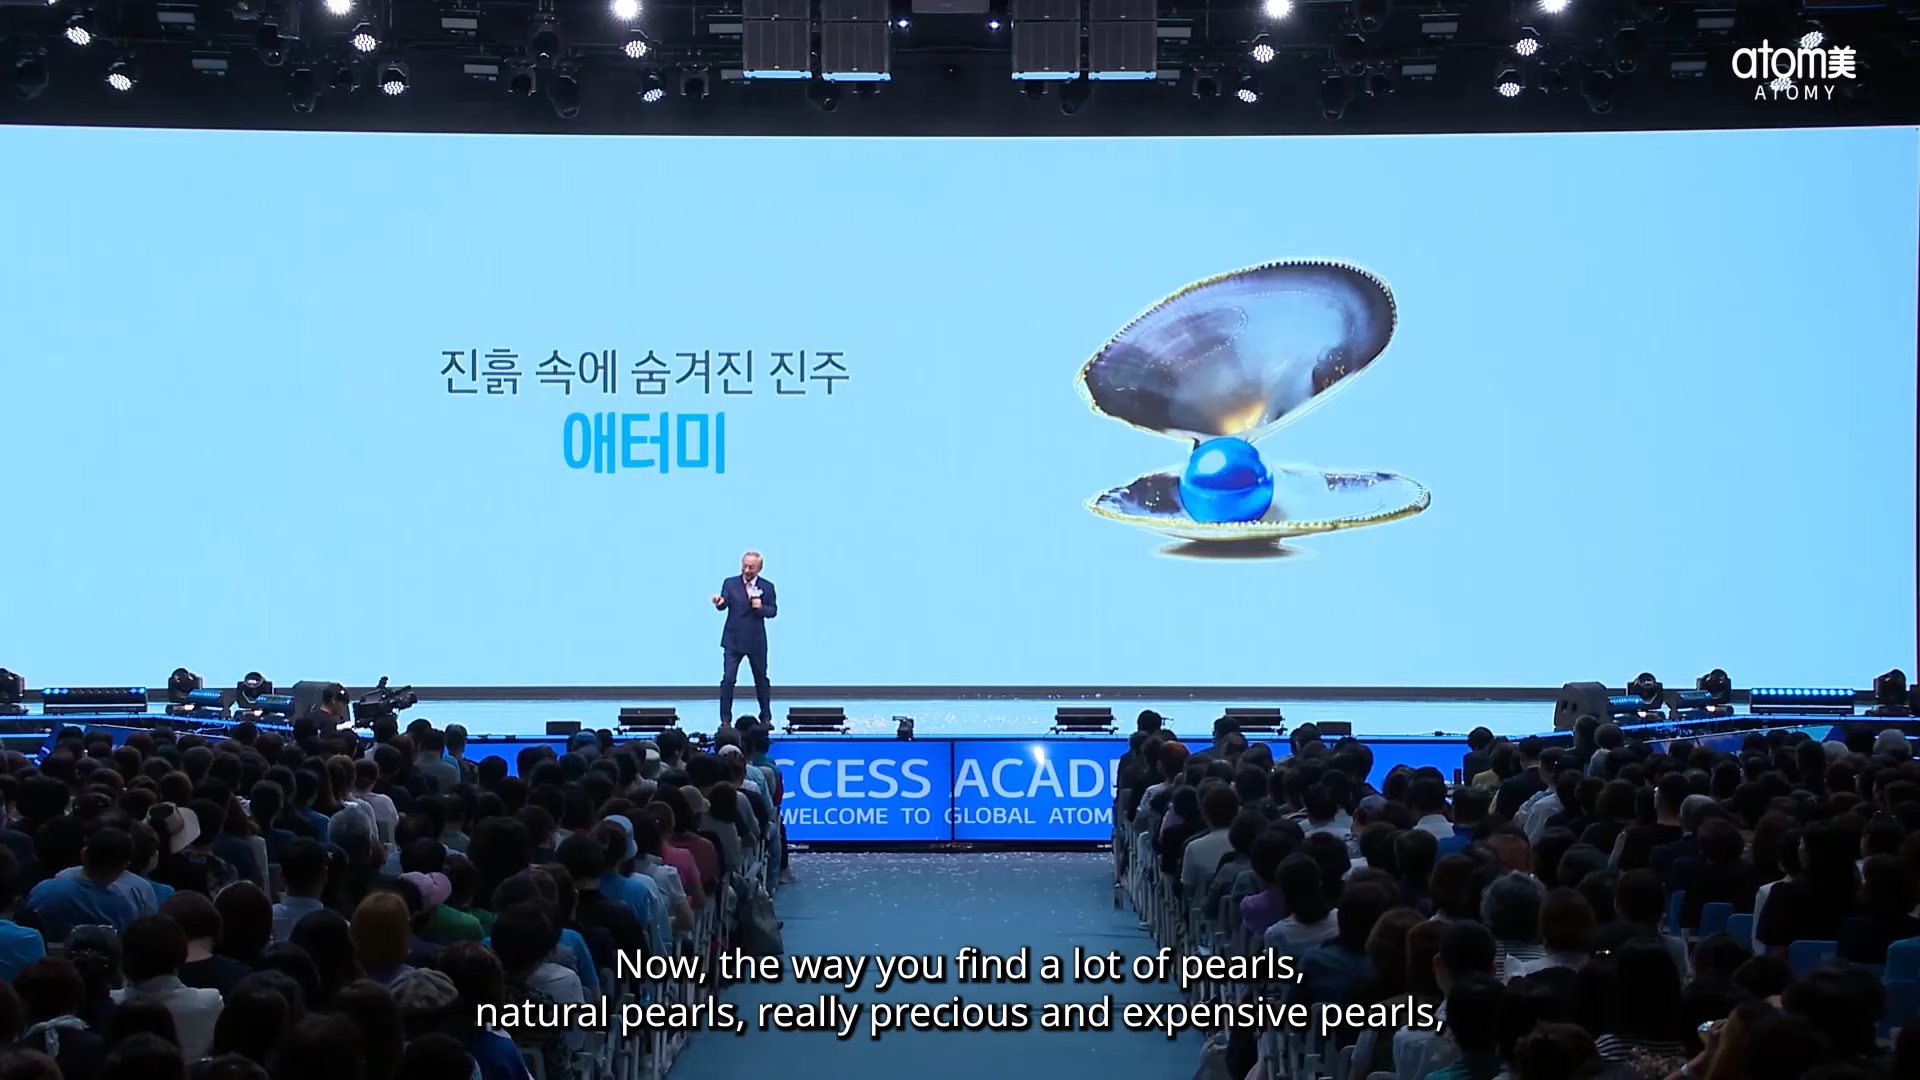 atom美
ATOMY
진흙 속에 숨겨진 진주
애터미
CCESS ACAD
WELCOME TO GLOBAL ATOM
Now, the way you find a lot of pearls,
natural pearls, really precious and expensive pearls,